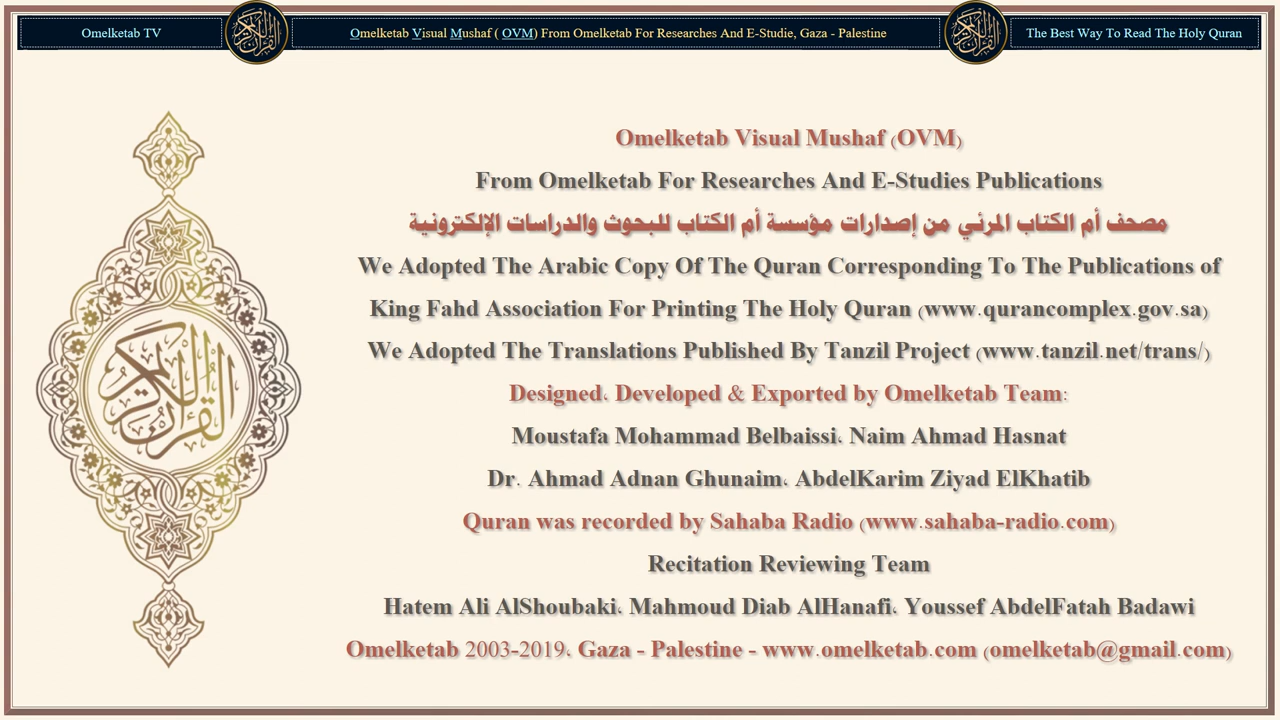 Omelketab TV
Omelketab Visual Mushaf ( OVM) From Omelketab For Researches And E-Studie, Gaza - Palestine
The Best Way To Read The Holy Quran
القرآن الكريم
Omelketab Visual Mushaf (OVM)
From Omelketab For Researches And E-Studies Publications
مصحف أم الكتاب المرئي من إصدارات مؤسسة أم الكتاب للبحوث والدراسات الإلكترونية
We Adopted The Arabic Copy Of The Quran Corresponding To The Publications of
King Fahd Association For Printing The Holy Quran (www.qurancomplex.gov.sa)
We Adopted The Translations Published By Tanzil Project (www.tanzil.net/trans/)
Designed، Developed & Exported by Omelketab Team:
Moustafa Mohammad Belbaissi، Naim Ahmad Hasnat
Dr. Ahmad Adnan Ghunaim، AbdelKarim Ziyad ElKhatib
Quran was recorded by Sahaba Radio (www.sahaba-radio.com)
Recitation Reviewing Team
Hatem Ali AlShoubaki، Mahmoud Diab AlHanafi، Youssef AbdelFatah Badawi
Omelketab 2003-2019، Gaza - Palestine - www.omelketab.com (omelketab@gmail.com)